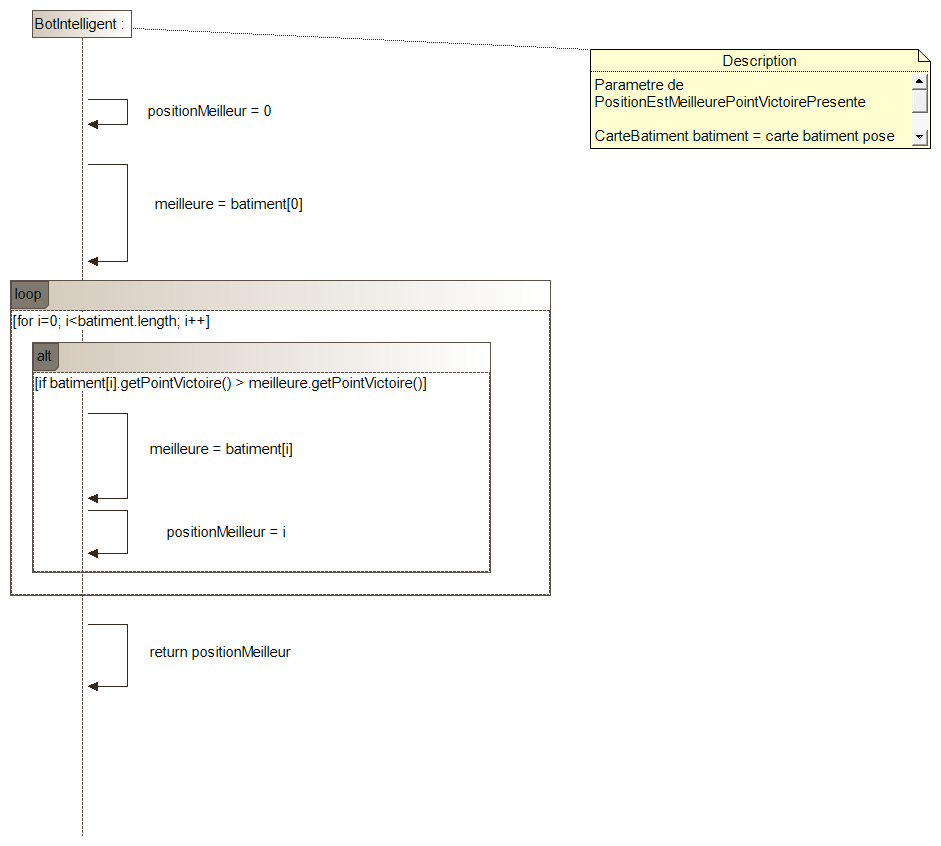 BotIntelligent :
Description
Parametre de
PositionEstMeilleurePointVictoirePresente
CarteBatiment batiment = carte batiment pose
positionMeilleur = 0
meilleure = batiment[0]
loop
[for i=0; i<batiment.length; i++]
alt
[if batiment[i].getPointVictoire() > meilleure.getPointVictoire()]
meilleure = batiment[i]
positionMeilleur = i
return positionMeilleur